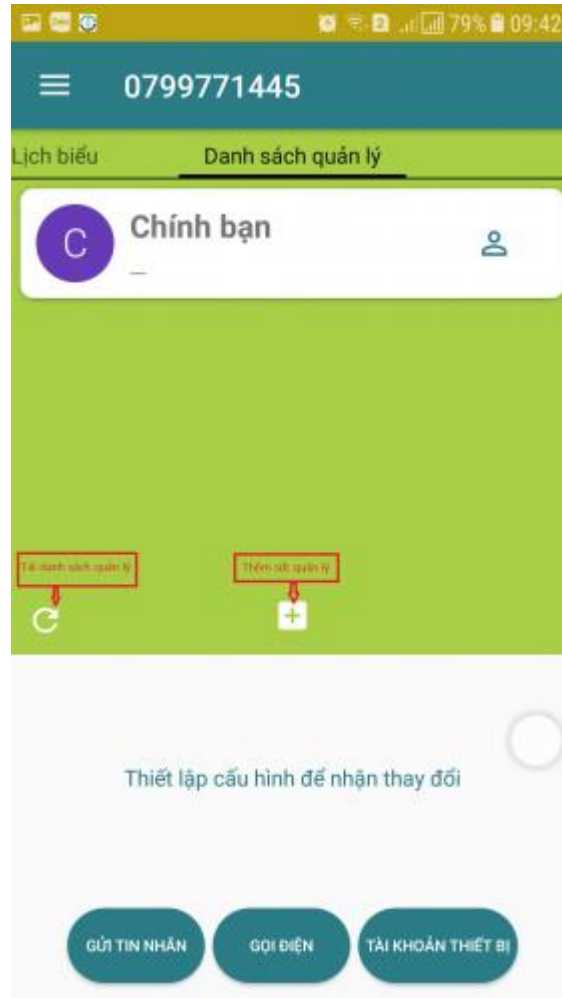 79% 09:42
0799771445
Lịch biểu Danh sách quản lý
C
Chính bạn
Tải danh sách quản lý Thêm sđt quản lý
Thiết lập cấu hình để nhận thay đổi
GỬI TIN NHẮN GỌI ĐIỆN TÀI KHOẢN THIẾT BỊ